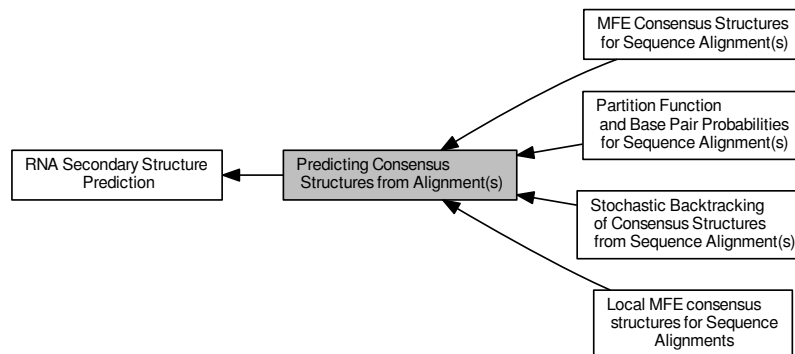 RNA Secondary Structure
Prediction
Predicting Consensus
Structures from Alignment(s)
MFE Consensus Structures
for Sequence Alignment(s)
Partition Function
and Base Pair Probabilities
for Sequence Alignment(s)
Stochastic Backtracking
of Consensus Structures
from Sequence Alignment(s)
Local MFE consensus
structures for Sequence
Alignments